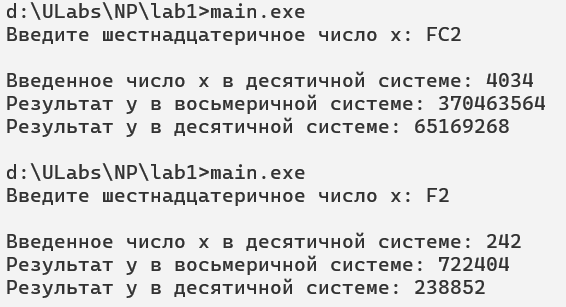 d:\ULabs\NP\lab1>main.exe
Введите шестнадцатеричное число x: FC2
Введенное число x в десятичной системе: 4034
Результат y в восьмеричной системе: 370463564
Результат y в десятичной системе: 65169268
d:\ULabs\NP\lab1>main.exe
Введите шестнадцатеричное число x: F2
Введенное число x в десятичной системе: 242
Результат y в восьмеричной системе: 722404
Результат y в десятичной системе: 238852